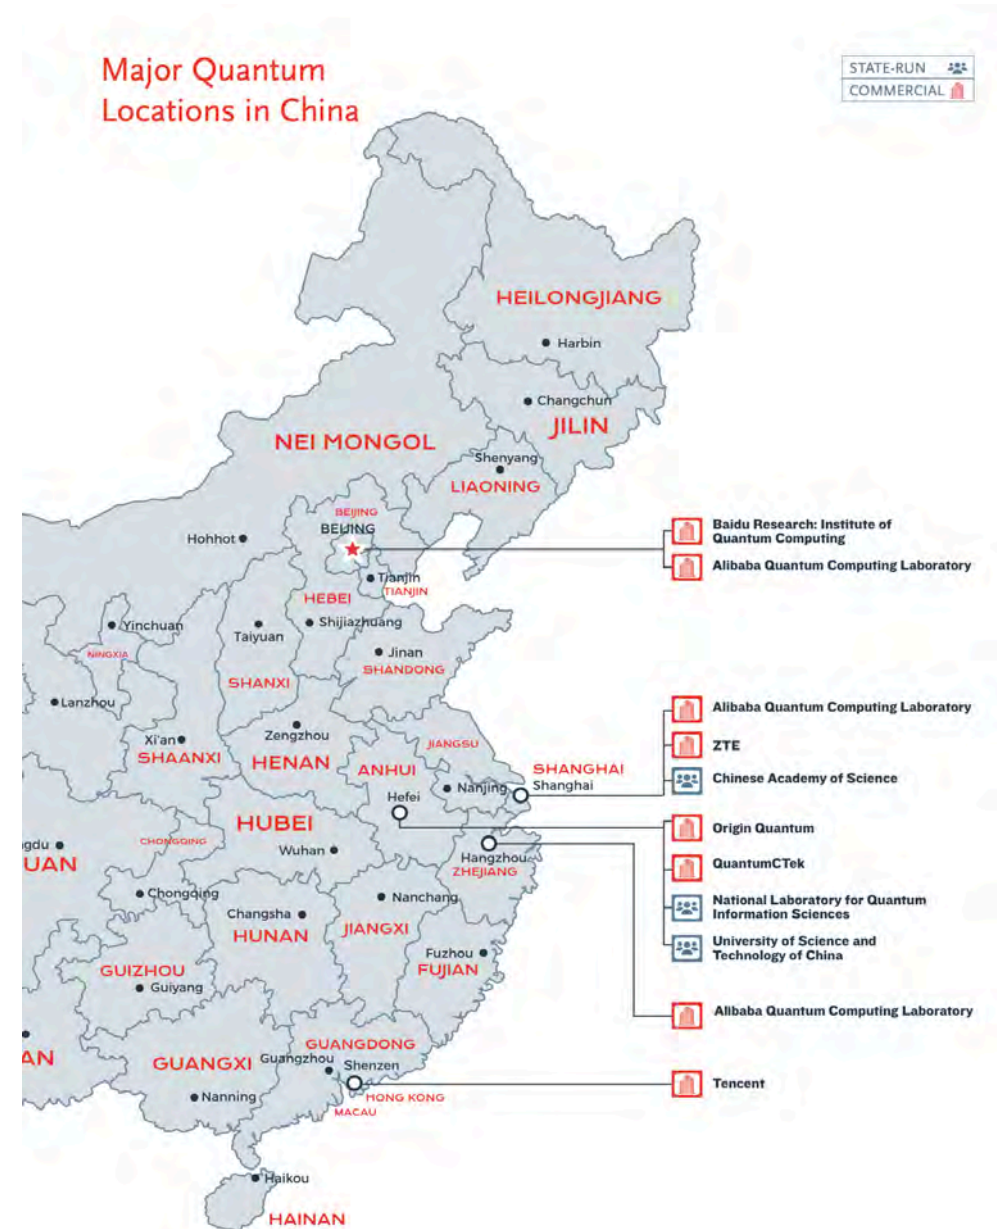 Major Quantum
Locations in China
STATE-RUN
COMMERCIAL
HEILONGJIANG
Harbin
Changchun
JILIN
NEI MONGOL
Shenyang
LIAONING
BEIJING
BEIJING
Hohhot
Baidu Research: Institute of
Quantum Computing
Alibaba Quantum Computing Laboratory
Tianjin
TIANJIN
HEBEI
Shijiazhuang
Yinchuan
Taiyuan
NINGXIA
Jinan
SHANDONG
SHANXI
Lanzhou
Alibaba Quantum Computing Laboratory
Xi'an
Zengzhou
JIANGSU
ZTE
SHAANXI
HENAN
ANHUI
SHANGHAI
Shanghai
Chinese Academy of Science
Nanjing
Hefei
HUBEI
Origin Quantum
CHONGQING
gdu
Wuhan
Hangzhou
ZHEJIANG
UAN
QuantumCTek
Chongqing
Nanchang
National Laboratory for Quantum
Information Sciences
Changsha
HUNAN
JIANGXI
University of Science and
Technology of China
Fuzhou
FUJIAN
GUIZHOU
Guiyang
Alibaba Quantum Computing Laboratory
AN
GUANGDONG
GUANGXI
Guangzhou
Shenzen
Tencent
Nanning
HONG KONG
MACAU
Haikou
HAINAN